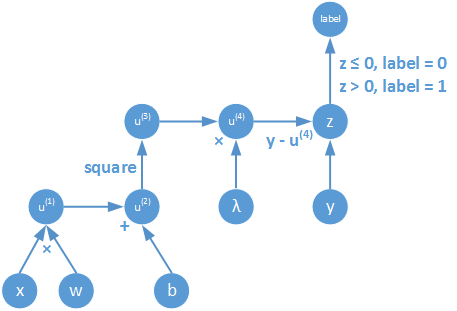 label
z ≤ 0, label = 0
z > 0, label = 1
u(3)
u(4)
z
×
y - u(4)
square
u(1)
u(2)
λ
y
+
×
x
w
b